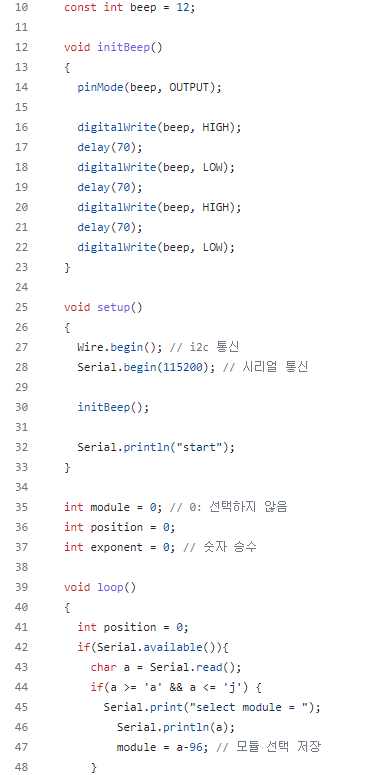 10 const int beep = 12;
11
12 void initBeep()
13 {
14   pinMode(beep, OUTPUT);
15
16   digitalWrite(beep, HIGH);
17   delay(70);
18   digitalWrite(beep, LOW);
19   delay(70);
20   digitalWrite(beep, HIGH);
21   delay(70);
22   digitalWrite(beep, LOW);
23 }
24
25 void setup()
26 {
27   Wire.begin(); // i2c 통신
28   Serial.begin(115200); // 시리얼 통신
29
30   initBeep();
31
32   Serial.println("start");
33 }
34
35 int module = 0; // 0: 선택하지 않음
36 int position = 0;
37 int exponent = 0; // 숫자 승수
38
39 void loop()
40 {
41   int position = 0;
42   if(Serial.available()){
43     char a = Serial.read();
44     if(a >= 'a' && a <= 'j') {
45       Serial.print("select module = ");
46         Serial.println(a);
47         module = a-96; // 모듈 선택 저장
48     }